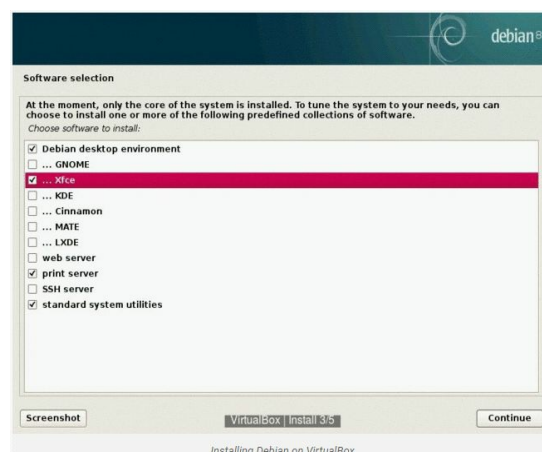 debian 8
Software selection
At the moment, only the core of the system is installed. To tune the system to your needs, you can
choose to install one or more of the following predefined collections of software.
Choose software to install:
Debian desktop environment
... GNOME
... Xfce
... KDE
... Cinnamon
... MATE
... LXDE
web server
print server
SSH server
standard system utilities
Screenshot
VirtualBox | Install 3/5
Continue
Installing Debian on VirtualBox